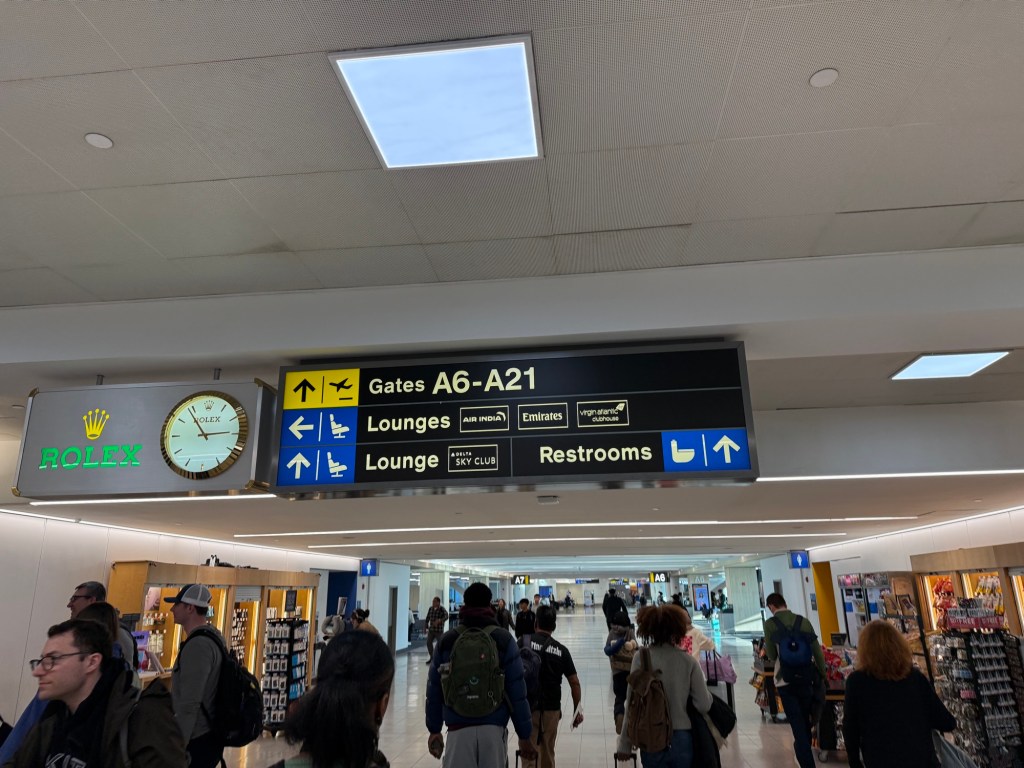 Gates A6-A21
ROLEX
ROLEX
Lounges AIR INDIA Emirates virgin atlantic clubhouse
Lounge DELTA SKY CLUB Restrooms
A7
A6